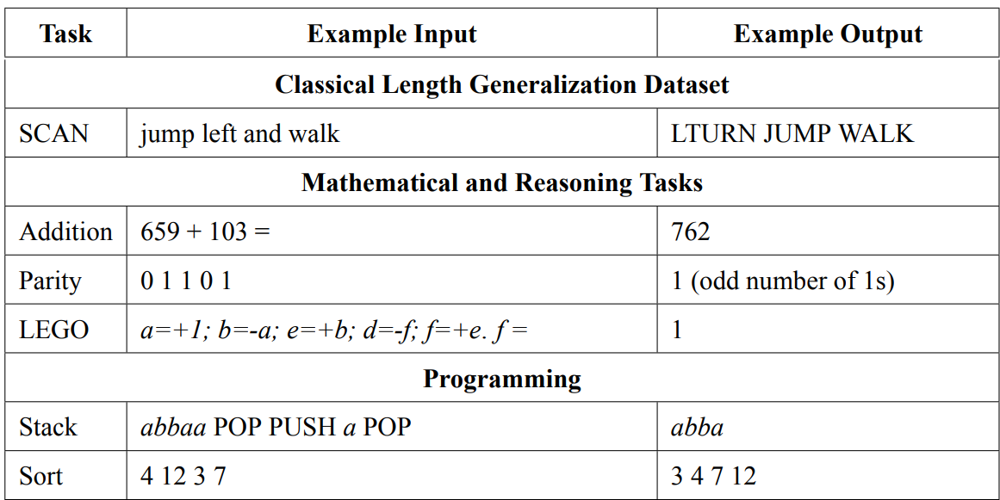 Task Example Input Example Output
Classical Length Generalization Dataset
SCAN jump left and walk LTURN JUMP WALK
Mathematical and Reasoning Tasks
Addition 659 + 103 = 762
Parity 0 1 1 0 1 1 (odd number of 1s)
LEGO a=+1; b=-a; e=+b; d=-f; f=+e. f = 1
Programming
Stack abbaa POP PUSH a POP abba
Sort 4 12 3 7 3 4 7 12